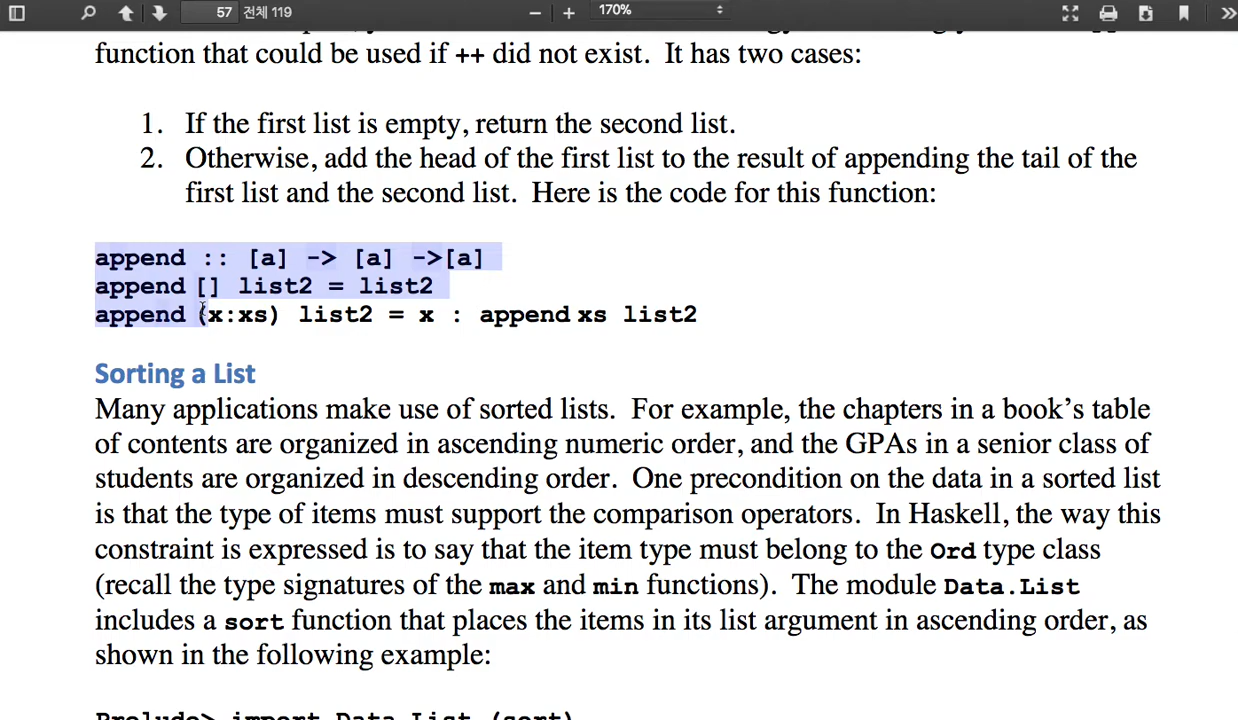 57 전체 119
170%
function that could be used if ++ did not exist. It has two cases:
1. If the first list is empty, return the second list.
2. Otherwise, add the head of the first list to the result of appending the tail of the
first list and the second list. Here is the code for this function:
append :: [a] -> [a] ->[a]
append [] list2 = list2
append (x:xs) list2 = x : append xs list2
Sorting a List
Many applications make use of sorted lists. For example, the chapters in a book’s table
of contents are organized in ascending numeric order, and the GPAs in a senior class of
students are organized in descending order. One precondition on the data in a sorted list
is that the type of items must support the comparison operators. In Haskell, the way this
constraint is expressed is to say that the item type must belong to the Ord type class
(recall the type signatures of the max and min functions). The module Data.List
includes a sort function that places the items in its list argument in ascending order, as
shown in the following example:
Prelude> import Data.List (sort)